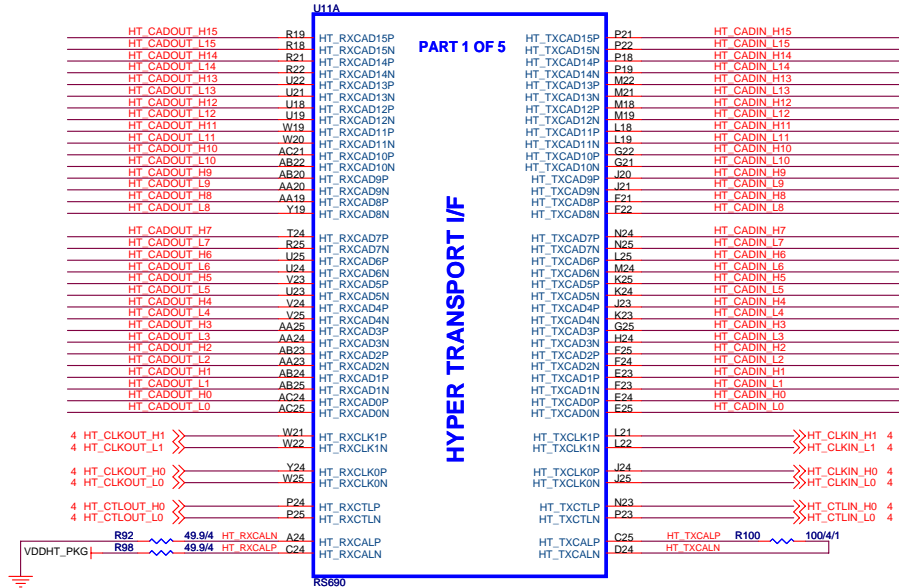 U11A
HT_CADOUT_H15 R19 HT_RXCAD15P HT_TXCAD15P P21 HT_CADIN_H15
PART 1 OF 5
HT_CADOUT_L15 R18 HT_RXCAD15N HT_TXCAD15N P22 HT_CADIN_L15
HT_CADOUT_H14 R21 HT_RXCAD14P HT_TXCAD14P P18 HT_CADIN_H14
HT_CADOUT_L14 R22 HT_RXCAD14N HT_TXCAD14N P19 HT_CADIN_L14
HT_CADOUT_H13 U22 HT_RXCAD13P HT_TXCAD13P M22 HT_CADIN_H13
HT_CADOUT_L13 U21 HT_RXCAD13N HT_TXCAD13N M21 HT_CADIN_L13
HT_CADOUT_H12 U18 HT_RXCAD12P HT_TXCAD12P M18 HT_CADIN_H12
HT_CADOUT_L12 U19 HT_RXCAD12N HT_TXCAD12N M19 HT_CADIN_L12
HT_CADOUT_H11 W19 HT_RXCAD11P HT_TXCAD11P L18 HT_CADIN_H11
HT_CADOUT_L11 W20 HT_RXCAD11N HT_TXCAD11N L19 HT_CADIN_L11
HT_CADOUT_H10 AC21 HT_RXCAD10P HT_TXCAD10P G22 HT_CADIN_H10
HT_CADOUT_L10 AB22 HT_RXCAD10N HT_TXCAD10N G21 HT_CADIN_L10
HT_CADOUT_H9 AB20 HT_RXCAD9P HT_TXCAD9P J20 HT_CADIN_H9
HT_CADOUT_L9 AA20 HT_RXCAD9N HT_TXCAD9N J21 HT_CADIN_L9
HT_CADOUT_H8 AA19 HT_RXCAD8P HT_TXCAD8P F21 HT_CADIN_H8
HT_CADOUT_L8 Y19 HT_RXCAD8N HT_TXCAD8N F22 HT_CADIN_L8
HT_CADOUT_H7 T24 HT_RXCAD7P HT_TXCAD7P N24 HT_CADIN_H7
HT_CADOUT_L7 R25 HT_RXCAD7N HT_TXCAD7N N25 HT_CADIN_L7
HT_CADOUT_H6 U25 HT_RXCAD6P HT_TXCAD6P L25 HT_CADIN_H6
HT_CADOUT_L6 U24 HT_RXCAD6N HT_TXCAD6N M24 HT_CADIN_L6
HT_CADOUT_H5 V23 HT_RXCAD5P HT_TXCAD5P K25 HT_CADIN_H5
HT_CADOUT_L5 U23 HT_RXCAD5N HT_TXCAD5N K24 HT_CADIN_L5
HT_CADOUT_H4 V24 HT_RXCAD4P HT_TXCAD4P J23 HT_CADIN_H4
HT_CADOUT_L4 V25 HT_RXCAD4N HT_TXCAD4N K23 HT_CADIN_L4
HT_CADOUT_H3 AA25 HT_RXCAD3P HT_TXCAD3P G25 HT_CADIN_H3
HT_CADOUT_L3 AA24 HT_RXCAD3N HT_TXCAD3N H24 HT_CADIN_L3
HT_CADOUT_H2 AB23 HT_RXCAD2P HT_TXCAD2P F25 HT_CADIN_H2
HT_CADOUT_L2 AA23 HT_RXCAD2N HT_TXCAD2N F24 HT_CADIN_L2
HT_CADOUT_H1 AB24 HT_RXCAD1P HT_TXCAD1P E23 HT_CADIN_H1
HT_CADOUT_L1 AB25 HT_RXCAD1N HT_TXCAD1N F23 HT_CADIN_L1
HT_CADOUT_H0 AC24 HT_RXCAD0P HT_TXCAD0P E24 HT_CADIN_H0
HT_CADOUT_L0 AC25 HT_RXCAD0N HT_TXCAD0N E25 HT_CADIN_L0
HYPER TRANSPORT I/F
4 HT_CLKOUT_H1 W21 HT_RXCLK1P HT_TXCLK1P L21 HT_CLKIN_H1 4
4 HT_CLKOUT_L1 W22 HT_RXCLK1N HT_TXCLK1N L22 HT_CLKIN_L1 4
4 HT_CLKOUT_H0 Y24 HT_RXCLK0P HT_TXCLK0P J24 HT_CLKIN_H0 4
4 HT_CLKOUT_L0 W25 HT_RXCLK0N HT_TXCLK0N J25 HT_CLKIN_L0 4
4 HT_CTLOUT_H0 P24 HT_RXCTLP HT_TXCTLP N23 HT_CTLIN_H0 4
4 HT_CTLOUT_L0 P25 HT_RXCTLN HT_TXCTLN P23 HT_CTLIN_L0 4
R92 49.9/4 HT_RXCALN A24 HT_RXCALP HT_TXCALP C25 HT_TXCALP R100 100/4/1
VDDHT_PKG R98 49.9/4 HT_RXCALP C24 HT_RXCALN HT_TXCALN D24 HT_TXCALN
RS690